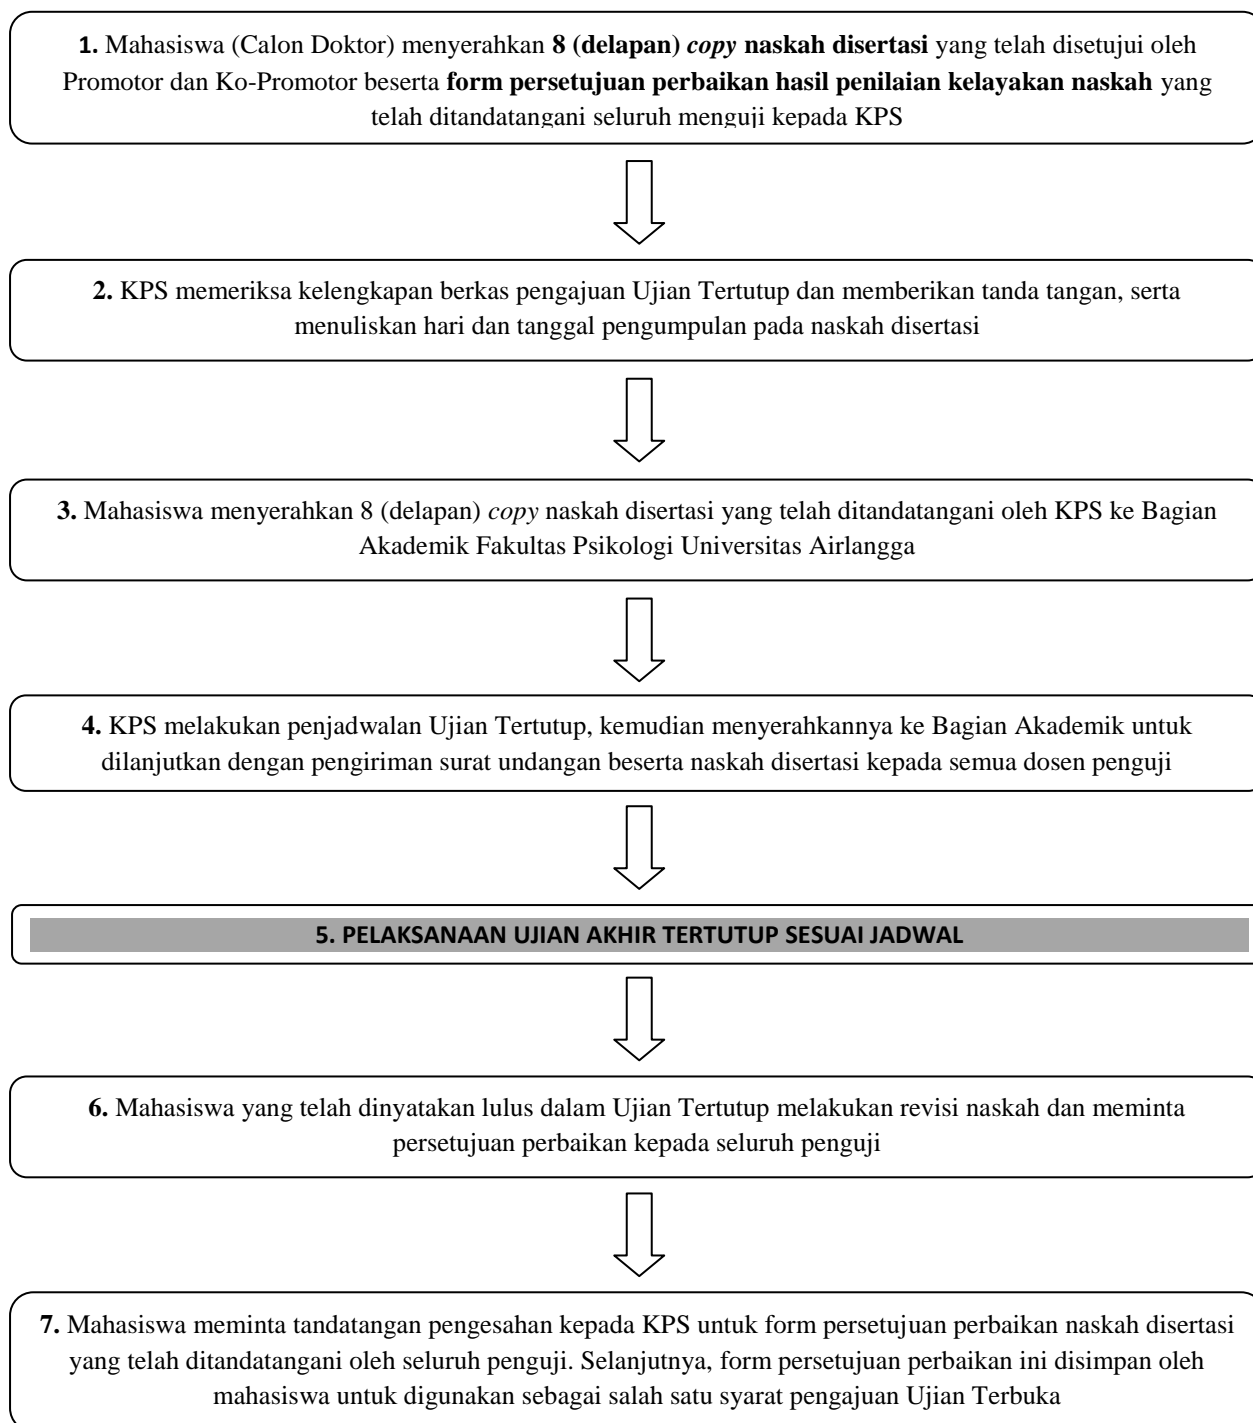 1. Mahasiswa (Calon Doktor) menyerahkan 8 (delapan) copy naskah disertasi yang telah disetujui oleh
Promotor dan Ko-Promotor beserta form persetujuan perbaikan hasil penilaian kelayakan naskah yang
telah ditandatangani seluruh menguji kepada KPS
2. KPS memeriksa kelengkapan berkas pengajuan Ujian Tertutup dan memberikan tanda tangan, serta
menuliskan hari dan tanggal pengumpulan pada naskah disertasi
3. Mahasiswa menyerahkan 8 (delapan) copy naskah disertasi yang telah ditandatangani oleh KPS ke Bagian
Akademik Fakultas Psikologi Universitas Airlangga
4. KPS melakukan penjadwalan Ujian Tertutup, kemudian menyerahkannya ke Bagian Akademik untuk
dilanjutkan dengan pengiriman surat undangan beserta naskah disertasi kepada semua dosen penguji
5. PELAKSANAAN UJIAN AKHIR TERTUTUP SESUAI JADWAL
6. Mahasiswa yang telah dinyatakan lulus dalam Ujian Tertutup melakukan revisi naskah dan meminta
persetujuan perbaikan kepada seluruh penguji
7. Mahasiswa meminta tandatangan pengesahan kepada KPS untuk form persetujuan perbaikan naskah disertasi
yang telah ditandatangani oleh seluruh penguji. Selanjutnya, form persetujuan perbaikan ini disimpan oleh
mahasiswa untuk digunakan sebagai salah satu syarat pengajuan Ujian Terbuka